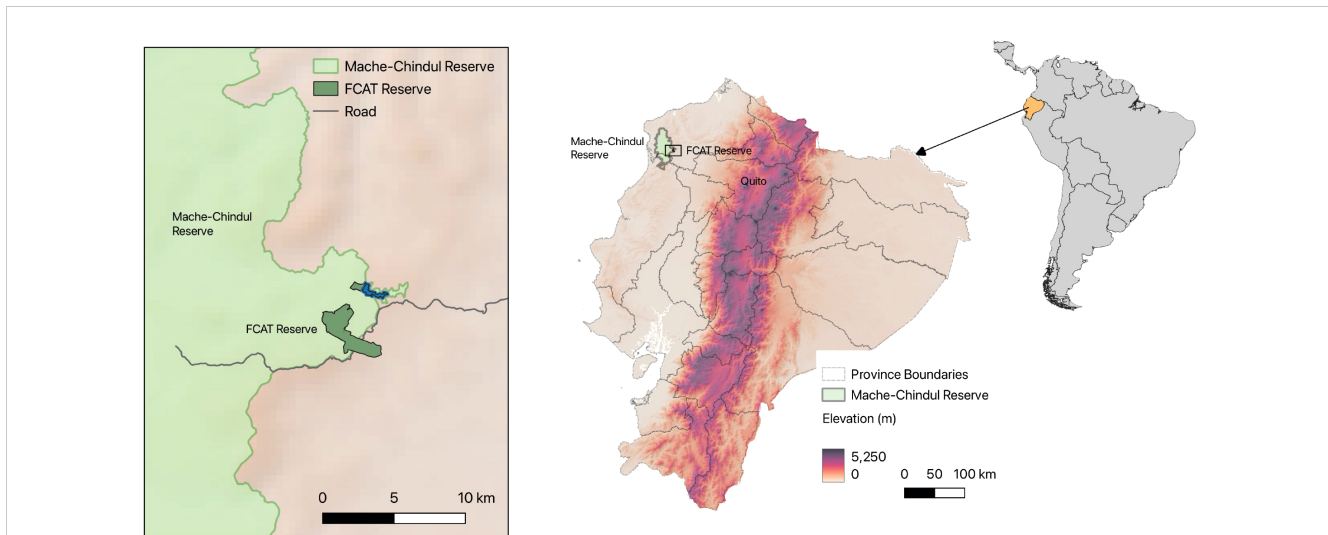 Mache-Chindul Reserve
FCAT Reserve
Road
Mache-Chindul
Reserve
FCAT Reserve
0 5 10 km
Mache-Chindul
Reserve
FCAT Reserve
Quito
Province Boundaries
Mache-Chindul Reserve
Elevation (m)
5,250
0
0 50 100 km